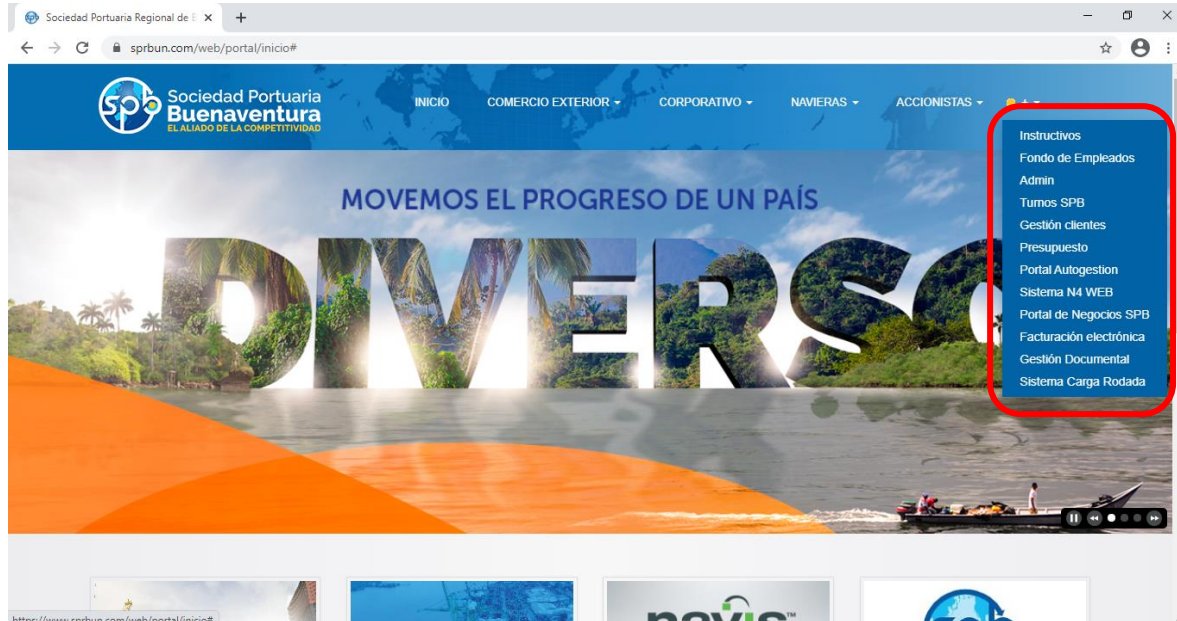 Sociedad Portuaria Regional de
sprbun.com/web/portal/inicio#
spb
Sociedad Portuaria
Buenaventura
EL ALIADO DE LA COMPETITIVIDAD
INICIO COMERCIO EXTERIOR CORPORATIVO NAVIERAS ACCIONISTAS +
Instructivos
Fondo de Empleados
Admin
Turnos SPB
Gestión clientes
Presupuesto
Portal Autogestion
Sistema N4 WEB
Portal de Negocios SPB
Facturación electrónica
Gestión Documental
Sistema Carga Rodada
MOVEMOS EL PROGRESO DE UN PAÍS
DIVERSO
navis™
https://www.sprbun.com/web/portal/inicio#